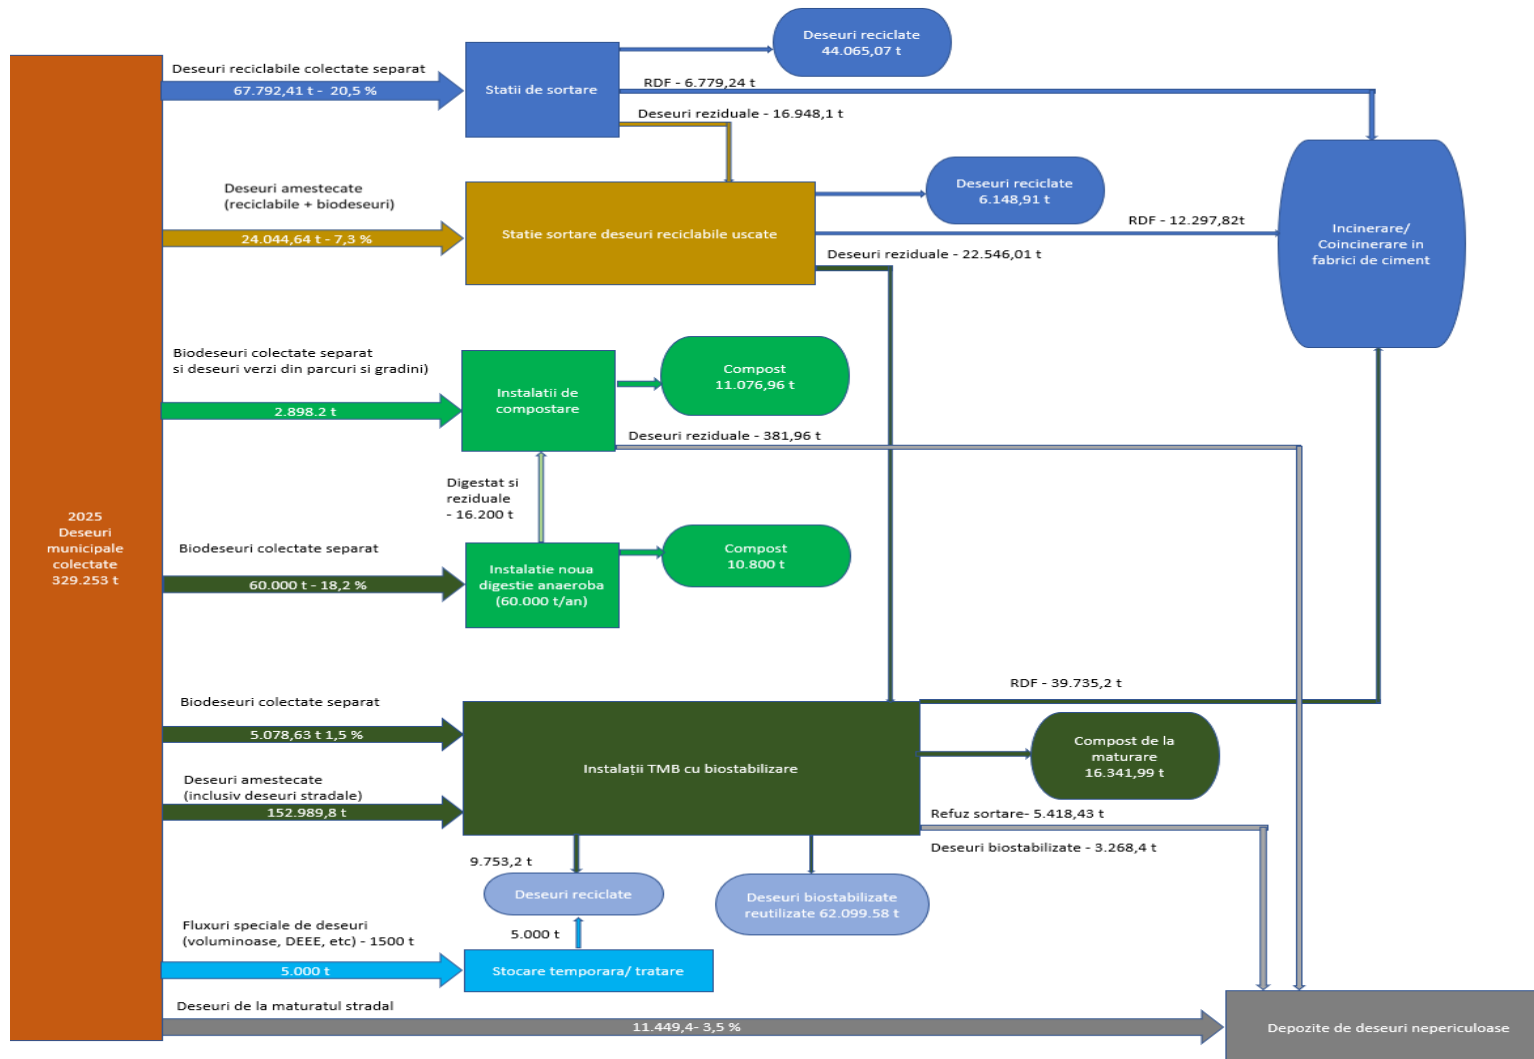 Deseuri reciclate
44.065,07 t
Deseuri reciclabile colectate separat
67.792,41 t - 20,5 %
Statii de sortare
RDF - 6.779,24 t
Deseuri reziduale - 16.948,1 t
Deseuri amestecate
(reciclabile + biodeseuri)
24.044,64 t - 7,3 %
Statie sortare deseuri reciclabile uscate
Deseuri reciclate
6.148,91 t
RDF - 12.297,82t
Deseuri reziduale - 22.546,01 t
Incinerare/
Coincinerare in
fabrici de ciment
Biodeseuri colectate separat
si deseuri verzi din parcuri si gradini)
2.898.2 t
Instalatii de
compostare
Compost
11.076,96 t
Deseuri reziduale - 381,96 t
Digestat si
reziduale
- 16.200 t
2025
Deseuri
municipale
colectate
329.253 t
Biodeseuri colectate separat
60.000 t - 18,2 %
Instalatie noua
digestie anaeroba
(60.000 t/an)
Compost
10.800 t
Biodeseuri colectate separat
5.078,63 t 1,5 %
Deseuri amestecate
(inclusiv deseuri stradale)
152.989,8 t
Instalații TMB cu biostabilizare
RDF - 39.735,2 t
Compost de la
maturare
16.341,99 t
Refuz sortare- 5.418,43 t
Deseuri biostabilizate - 3.268,4 t
9.753,2 t
Deseuri reciclate
Deseuri biostabilizate
reutilizate 62.099.58 t
Fluxuri speciale de deseuri
(voluminoase, DEEE, etc) - 1500 t
5.000 t
5.000 t
Stocare temporara/ tratare
Deseuri de la maturatul stradal
11.449,4- 3,5 %
Depozite de deseuri nepericuloase